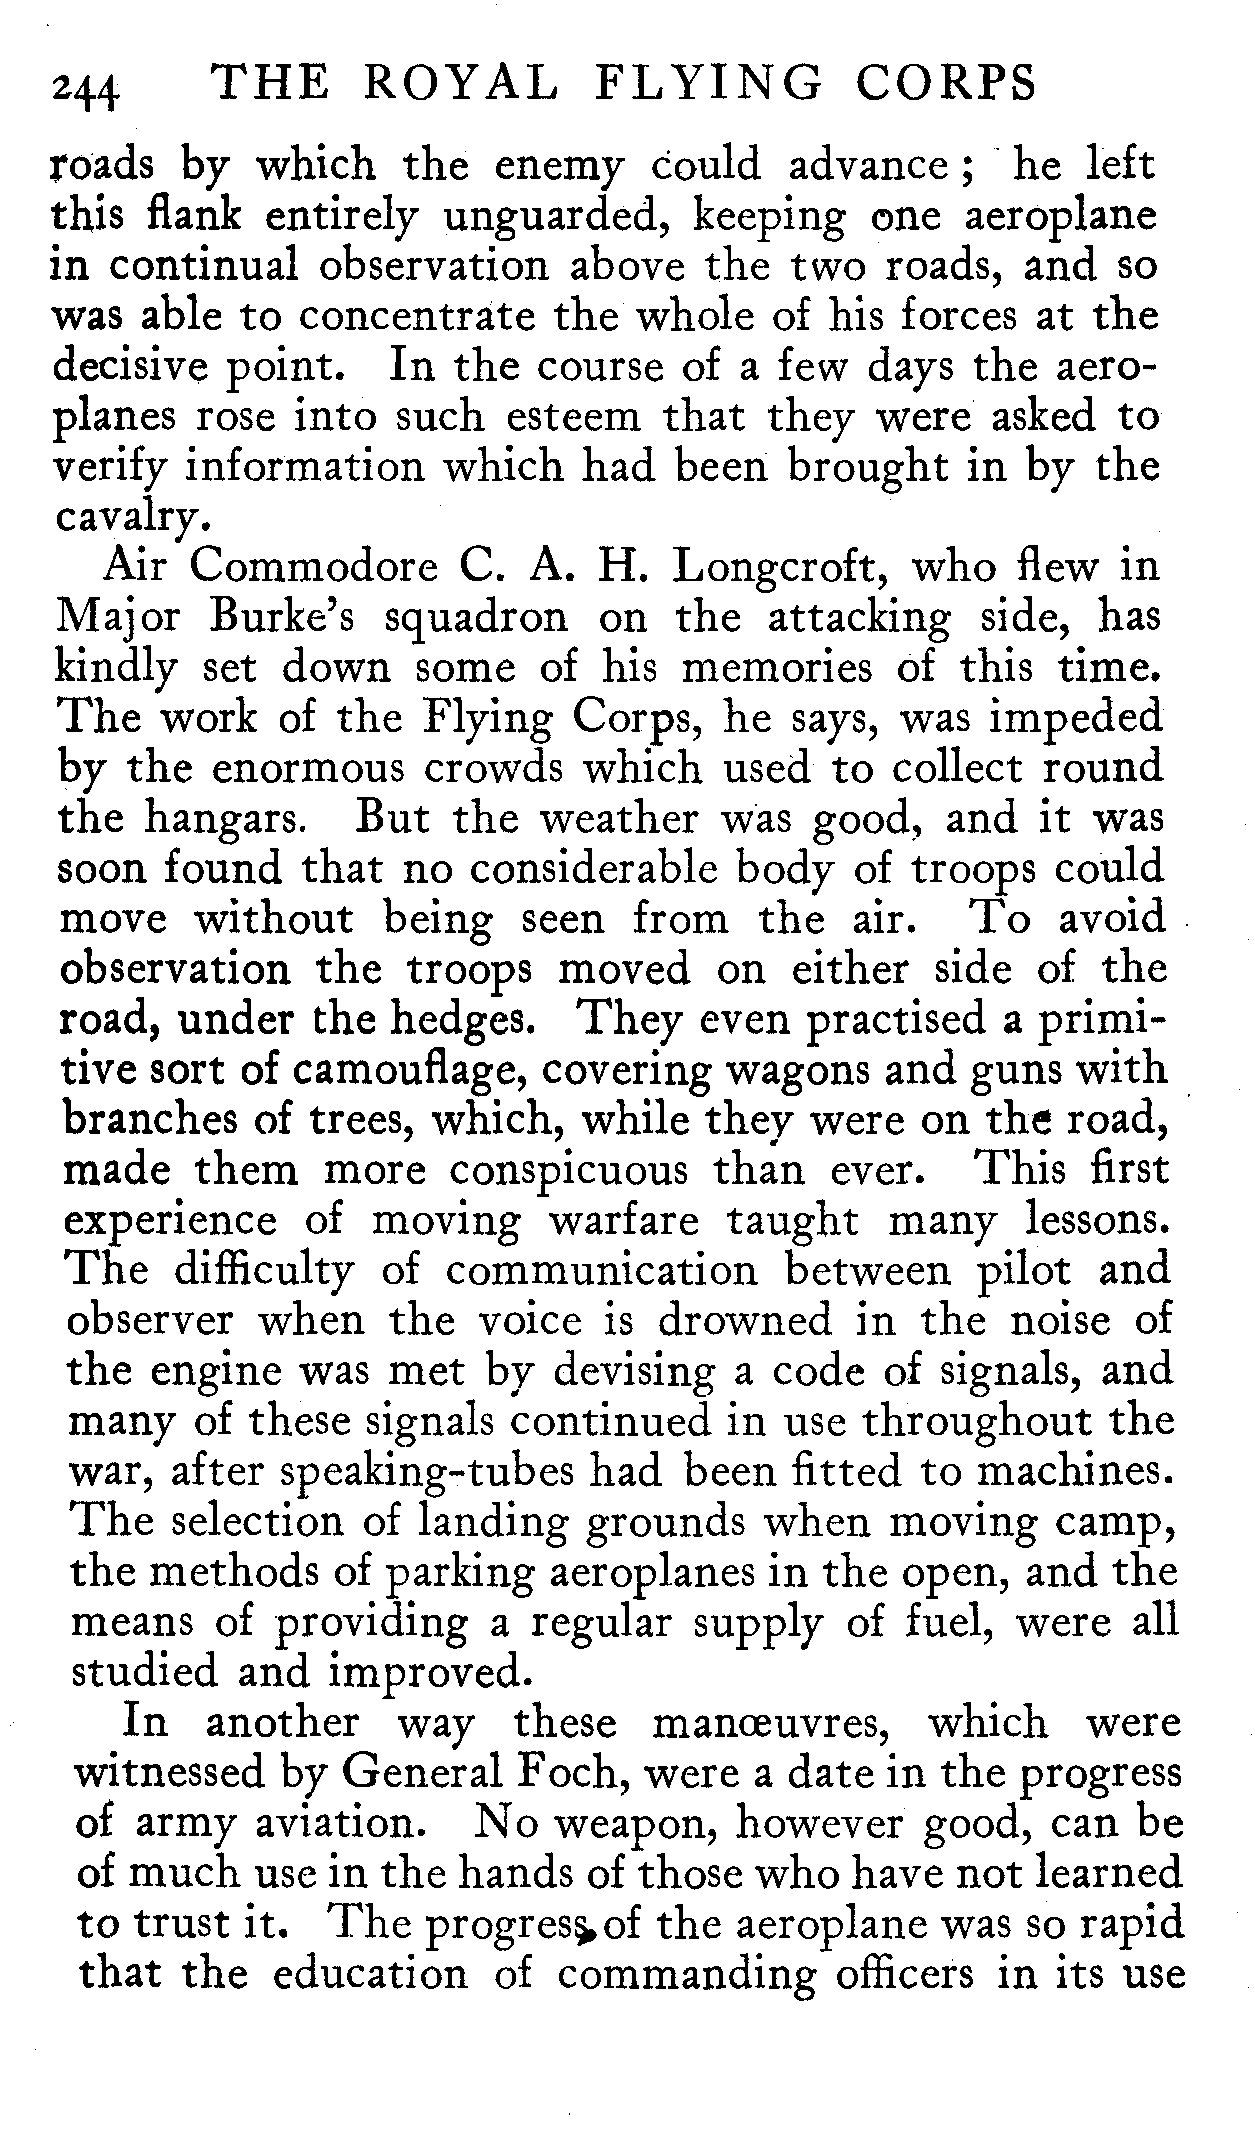 244 THE ROYAL FLYING CORPS
roads by which the enemy could advance ; he left
this flank entirely unguarded, keeping one aeroplane
in continual observation above the two roads, and so
was able to concentrate the whole of his forces at the
decisive point. In the course of a few days the aero-
planes rose into such esteem that they were asked to
verify information which had been brought in by the
cavalry.
Air Commodore C. A. H. Longcroft, who flew in
Major Burke's squadron on the attacking side, has
kindly set down some of his memories of this time.
The work of the Flying Corps, he says, was impeded
by the enormous crowds which used to collect round
the hangars. But the weather was good, and it was
soon found that no considerable body of troops could
move without being seen from the air. To avoid
observation the troops moved on either side of the
road, under the hedges. They even practised a primi-
tive sort of camouflage, covering wagons and guns with
branches of trees, which, while they were on the road,
made them more conspicuous than ever. This first
experience of moving warfare taught many lessons.
The difficulty of communication between pilot and
observer when the voice is drowned in the noise of
the engine was met by devising a code of signals, and
many of these signals continued in use throughout the
war, after speaking-tubes had been fitted to machines.
The selection of landing grounds when moving camp,
the methods of parking aeroplanes in the open, and the
means of providing a regular supply of fuel, were all
studied and improved.
In another way these manœuvres, which were
witnessed by General Foch, were a date in the progress
of army aviation. No weapon, however good, can be
of much use in the hands of those who have not learned
to trust it. The progress of the aeroplane was so rapid
that the education of commanding officers in its use